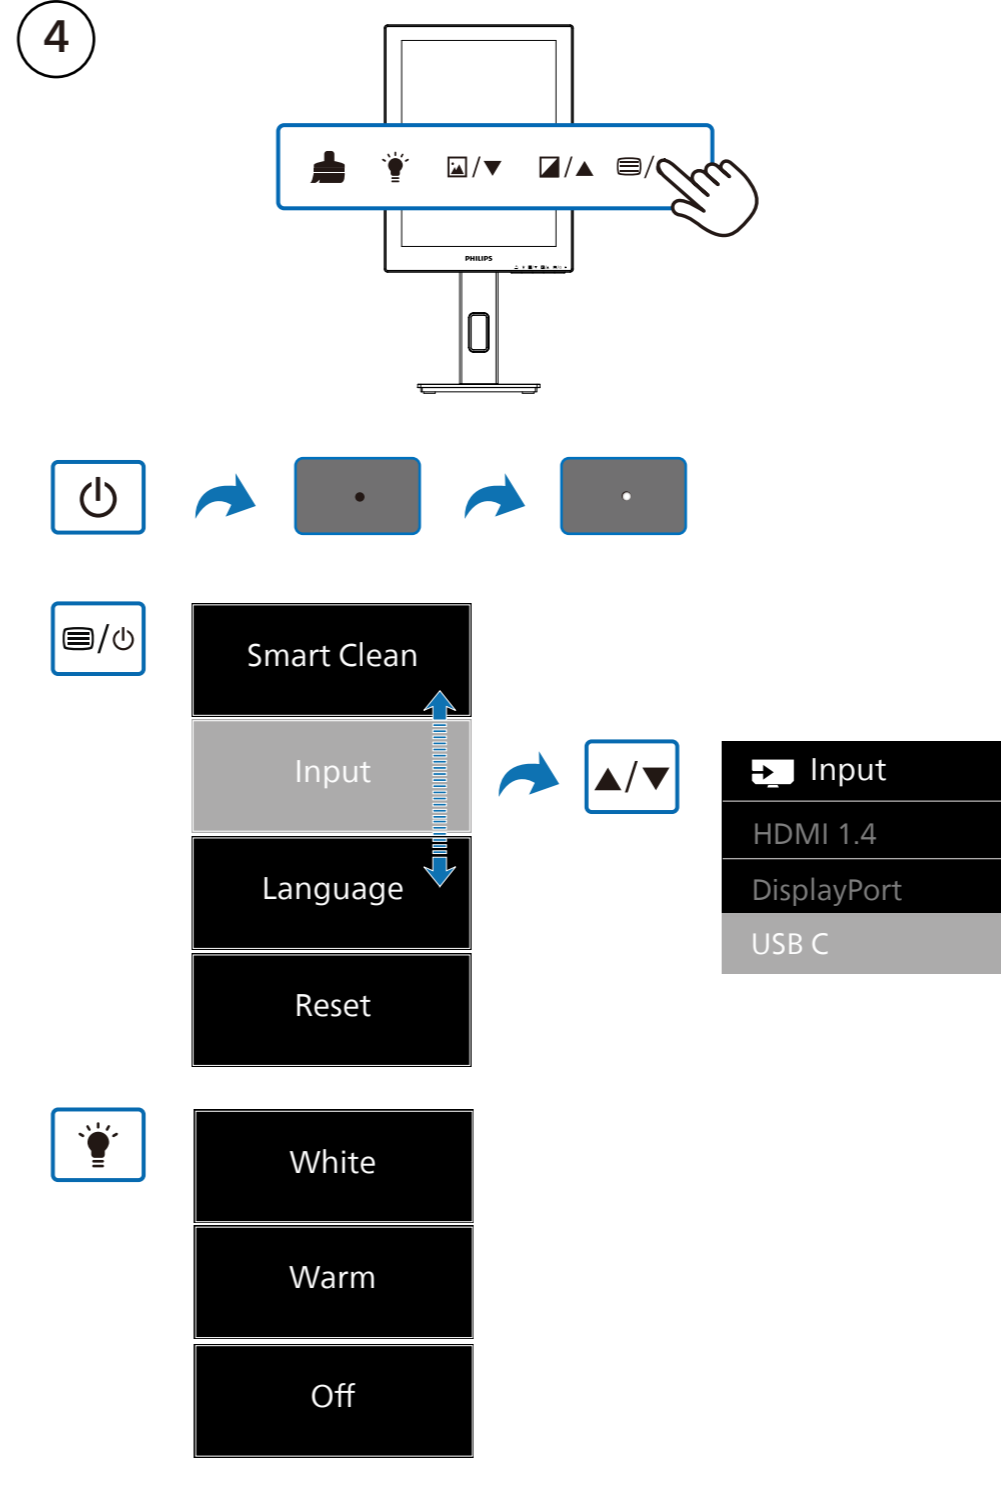 4
PHILIPS
Smart Clean
Input
Language
Reset
Input
HDMI 1.4
DisplayPort
USB C
White
Warm
Off